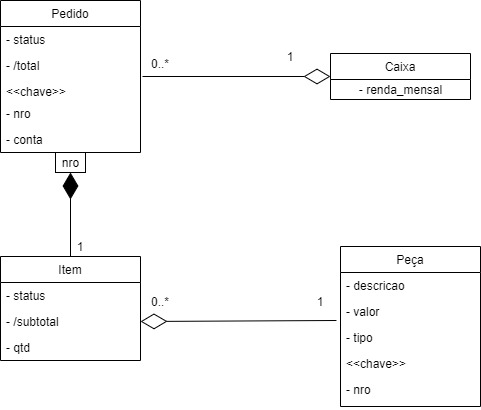 Pedido
- status
- /total
<<chave>>
- nro
- conta
nro
0..*
1
Caixa
- renda_mensal
1
Item
- status
- /subtotal
- qtd
0..*
1
Peça
- descricao
- valor
- tipo
<<chave>>
- nro